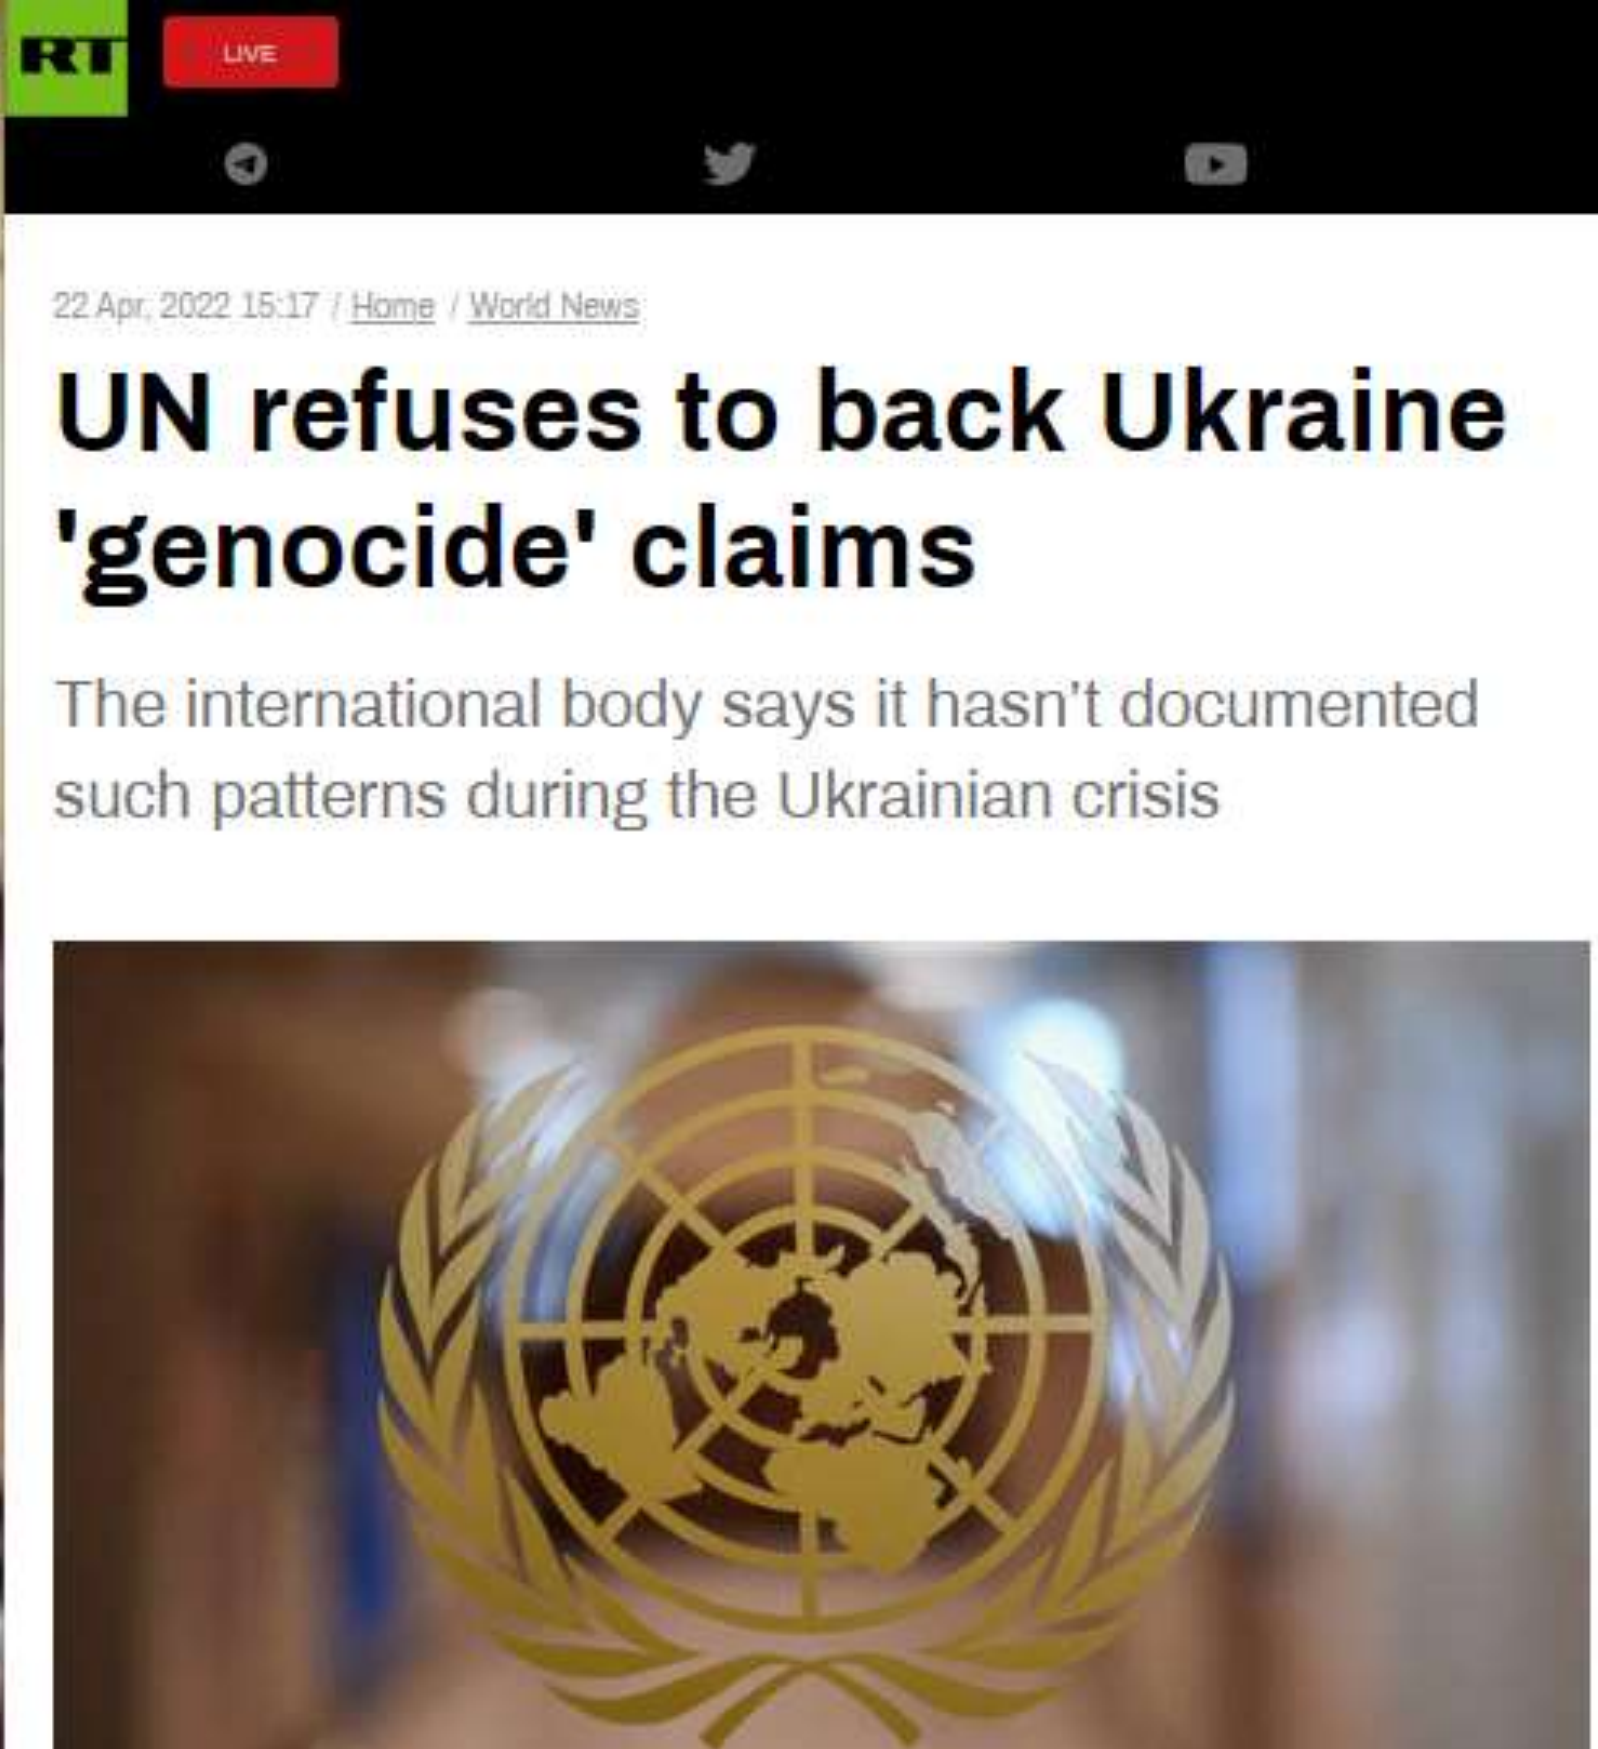 RT LIVE
22 Apr, 2022 15:17 / Home / World News
UN refuses to back Ukraine
'genocide' claims
The international body says it hasn't documented
such patterns during the Ukrainian crisis